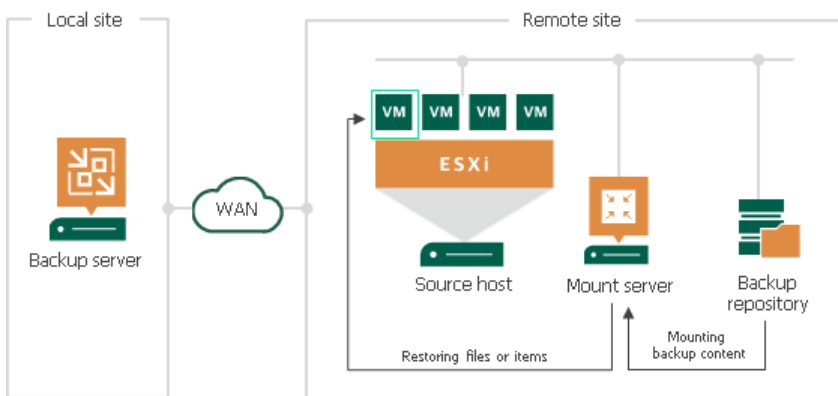 Local site
Remote site
VM VM VM VM
ESXi
WAN
Backup server
Source host
Mount server
Backup
repository
Restoring files or items
Mounting
backup content